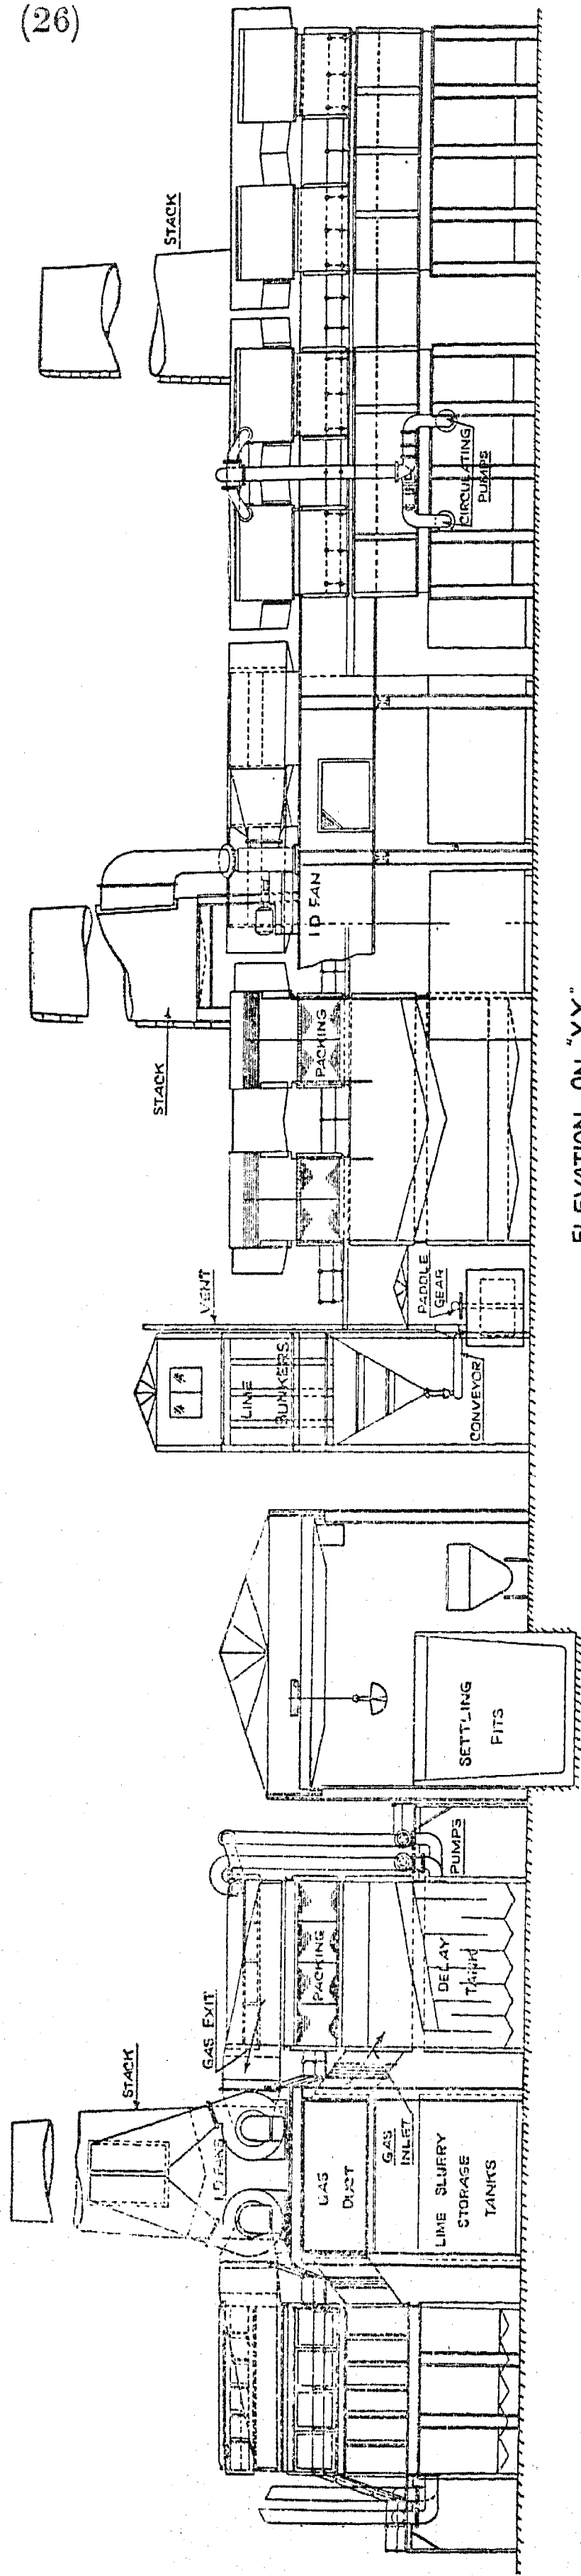 (26)
STACK
I D FANS
GAS EXIT
GAS
DUCT
GAS
INLET
LIME SLURRY
STORAGE
TANKS
PACKING
DELAY
TANK
PUMPS
SETTLING
PITS
LIME
BUNKERS
VENT
PADDLE
GEAR
CONVEYOR
STACK
PACKING
I D FAN
STACK
CIRCULATING
PUMPS
ELEVATION ON "XX"